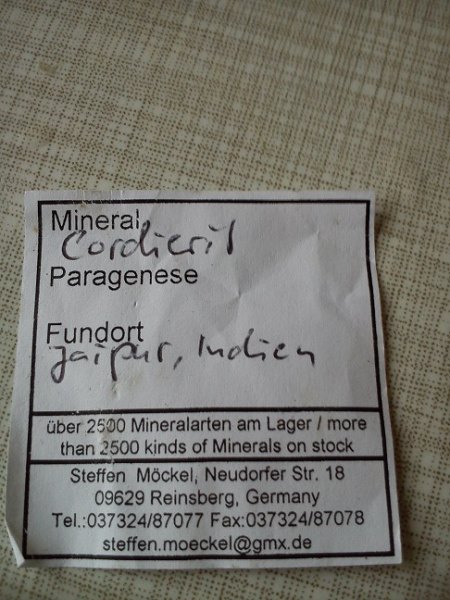 Mineral
Cordierit
Paragenese
Fundort
Jaipur, Indien
über 2500 Mineralarten am Lager / more
than 2500 kinds of Minerals on stock
Steffen Möckel, Neudorfer Str. 18
09629 Reinsberg, Germany
Tel.:037324/87077 Fax:037324/87078
steffen.moeckel@gmx.de